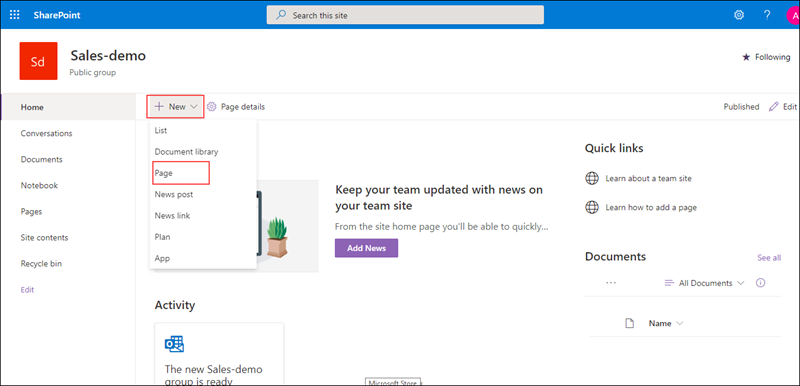 SharePoint
Search this site
?
A
Sd
Sales-demo
Public group
★ Following
Home
+ New
Page details
Published
Edit
Conversations
Documents
Notebook
Pages
Site contents
Recycle bin
Edit
List
Document library
Page
News post
News link
Plan
App
Keep your team updated with news on
your team site
From the site home page you'll be able to quickly...
Add News
Quick links
Learn about a team site
Learn how to add a page
Documents
See all
...
All Documents
Name
Activity
The new Sales-demo
group is ready
Microsoft Store